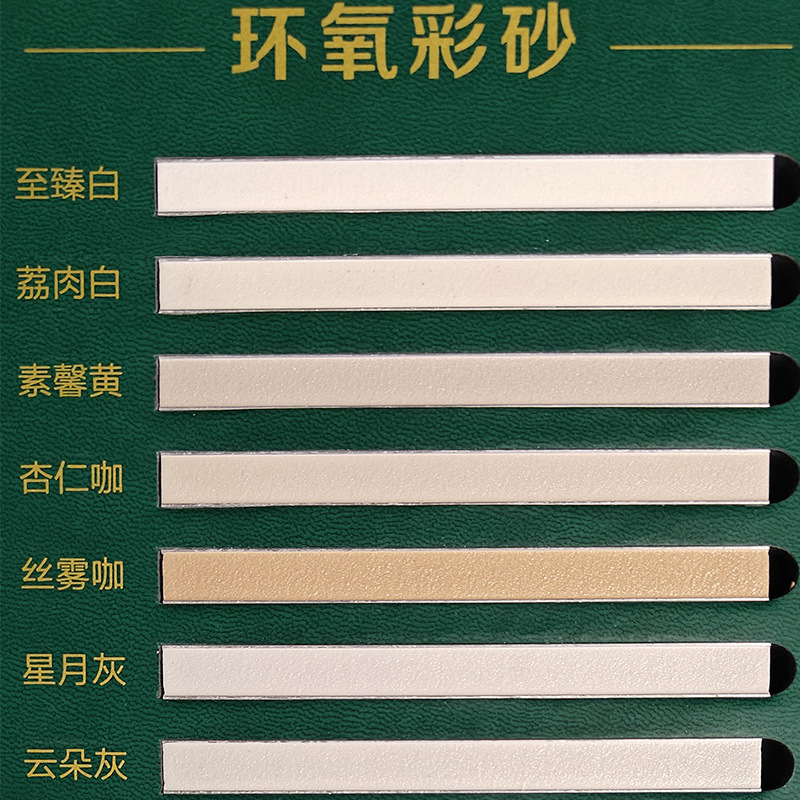 环氧彩砂
至臻白
荔肉白
素馨黄
杏仁咖
丝雾咖
星月灰
云朵灰